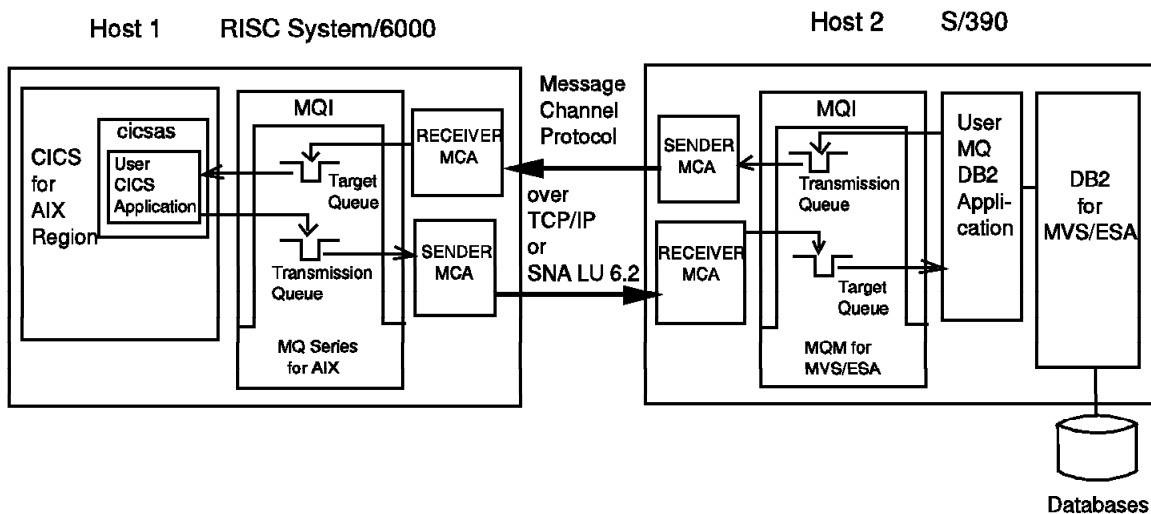 Host 1 RISC System/6000
Host 2 S/390
CICS
for
AIX
Region
cicsas
User
CICS
Application
MQI
Target
Queue
Transmission
Queue
MQ Series
for AIX
RECEIVER
MCA
SENDER
MCA
Message
Channel
Protocol
over
TCP/IP
or
SNA LU 6.2
SENDER
MCA
RECEIVER
MCA
MQI
Transmission
Queue
Target
Queue
MQM for
MVS/ESA
User
MQ
DB2
Appli-
cation
DB2
for
MVS/ESA
Databases